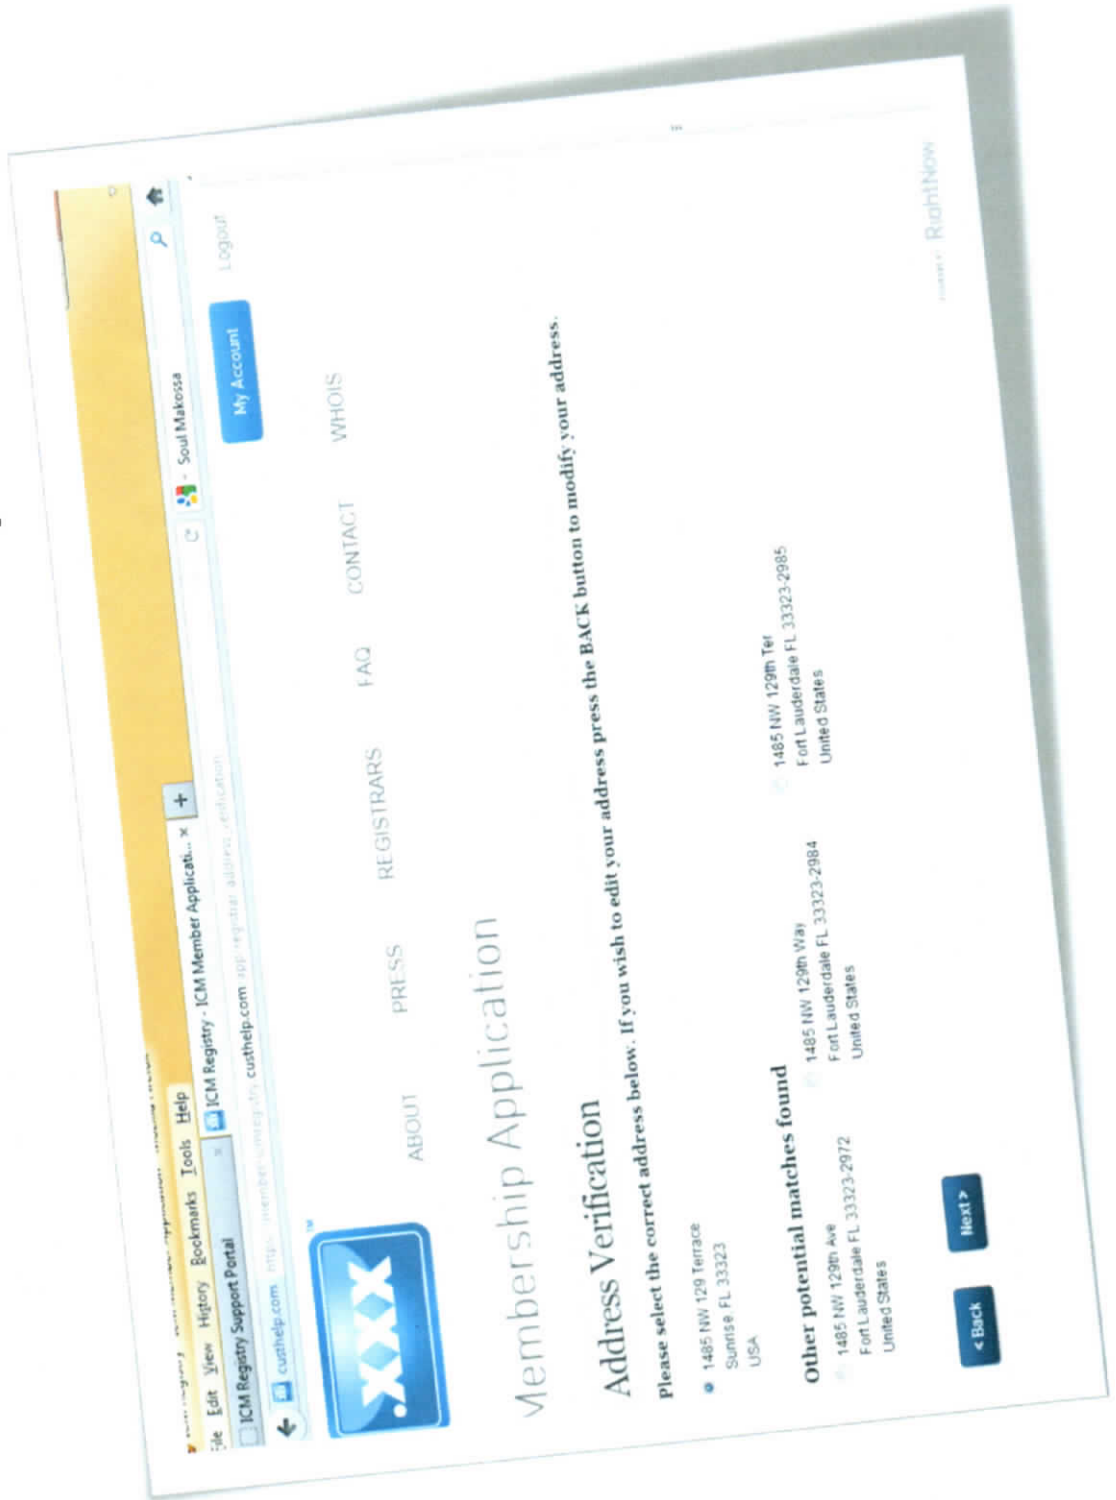 File Edit View History Bookmarks Tools Help
ICM Registry Support Portal
×
ICM Registry - ICM Member Applicati... ×
+
custhelp.com
custhelp.com
Soul Makossa
My Account
Logout
.XXX
TM
ABOUT PRESS REGISTRARS FAQ CONTACT WHOIS
Membership Application
Address Verification
Please select the correct address below. If you wish to edit your address press the BACK button to modify your address.
1485 NW 129 Terrace
Sunrise, FL 33323
USA
Other potential matches found
1485 NW 129th Ave
Fort Lauderdale FL 33323-2972
United States
1485 NW 129th Way
Fort Lauderdale FL 33323-2984
United States
1485 NW 129th Ter
Fort Lauderdale FL 33323-2985
United States
< Back
Next >
RightNow